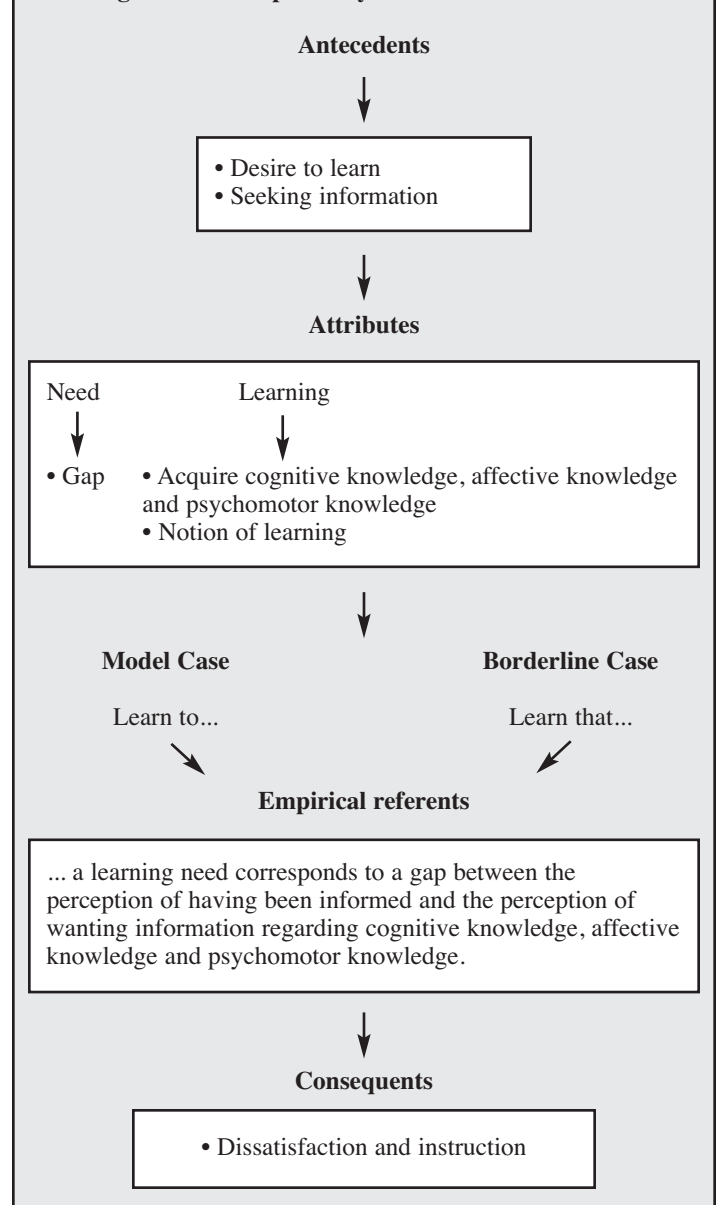 Antecedents
• Desire to learn
• Seeking information
Attributes
Need Learning
• Gap • Acquire cognitive knowledge, affective knowledge
and psychomotor knowledge
• Notion of learning
Model Case Borderline Case
Learn to... Learn that...
Empirical referents
... a learning need corresponds to a gap between the
perception of having been informed and the perception of
wanting information regarding cognitive knowledge, affective
knowledge and psychomotor knowledge.
Consequents
• Dissatisfaction and instruction